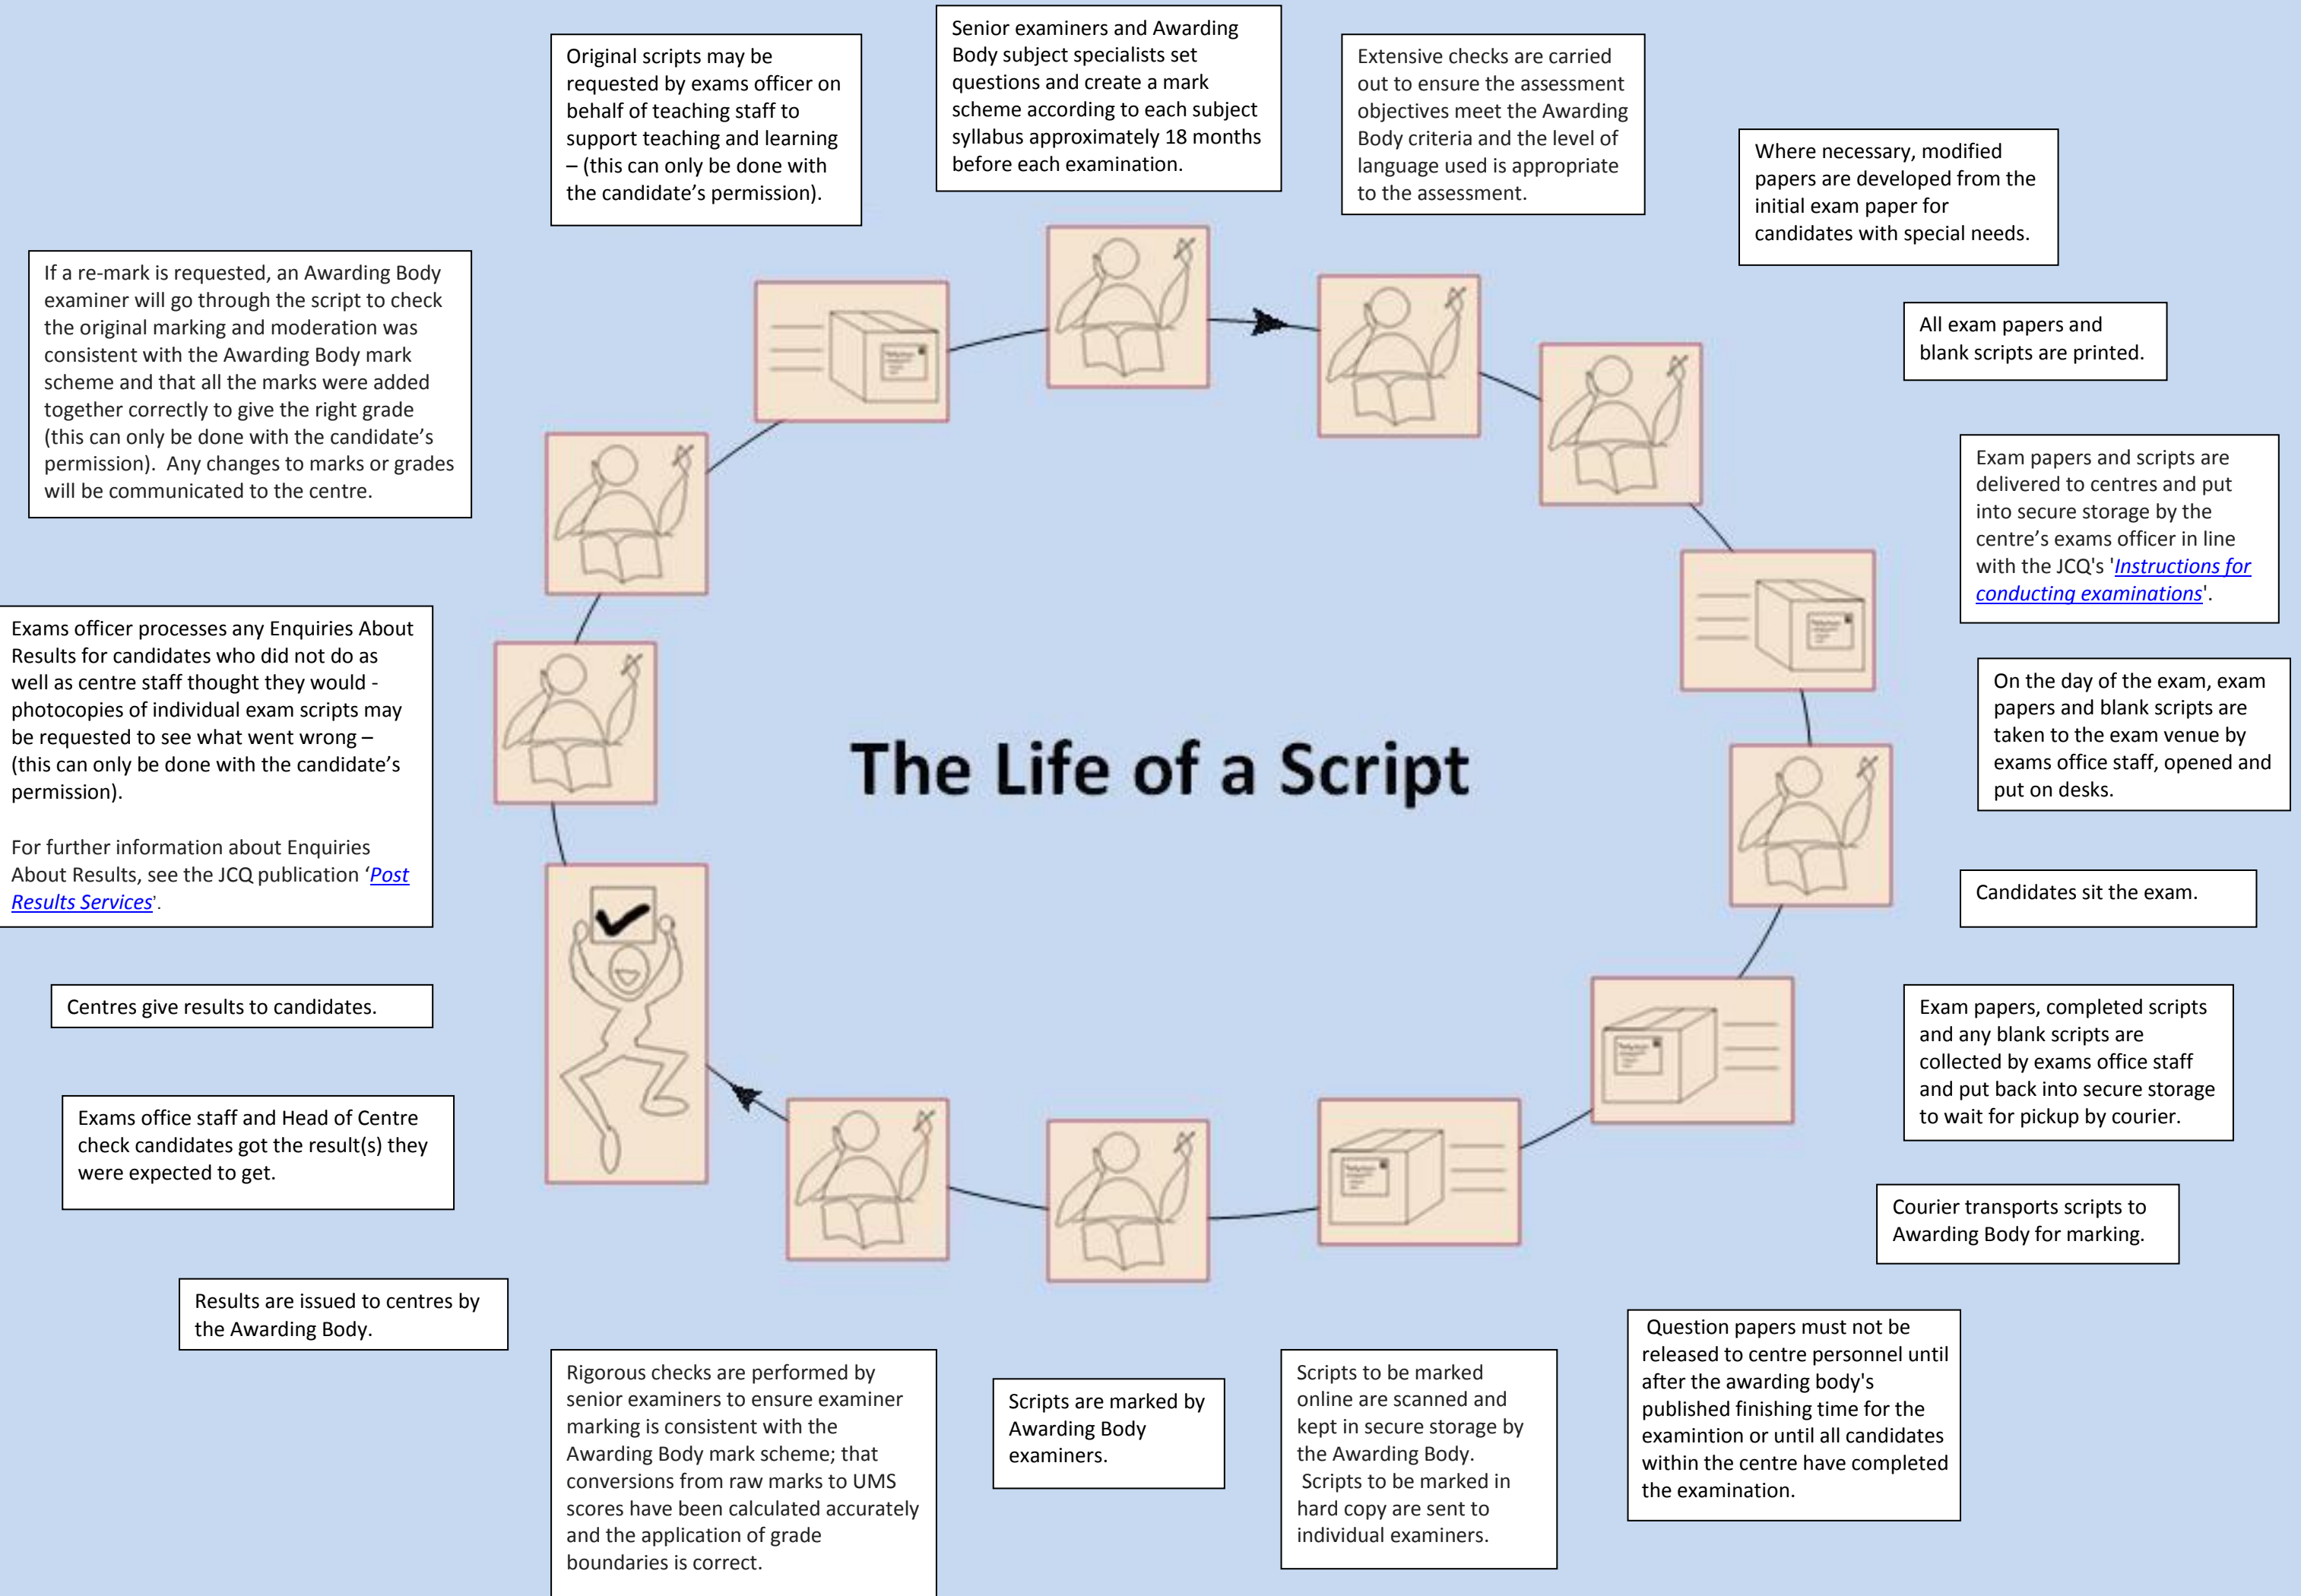 Senior examiners and Awarding
Body subject specialists set
questions and create a mark
scheme according to each subject
syllabus approximately 18 months
before each examination.
Extensive checks are carried
out to ensure the assessment
objectives meet the Awarding
Body criteria and the level of
language used is appropriate
to the assessment.
Where necessary, modified
papers are developed from the
initial exam paper for
candidates with special needs.
All exam papers and
blank scripts are printed.
Exam papers and scripts are
delivered to centres and put
into secure storage by the
centre’s exams officer in line
with the JCQ's 'Instructions for
conducting examinations'.
On the day of the exam, exam
papers and blank scripts are
taken to the exam venue by
exams office staff, opened and
put on desks.
Candidates sit the exam.
Exam papers, completed scripts
and any blank scripts are
collected by exams office staff
and put back into secure storage
to wait for pickup by courier.
Courier transports scripts to
Awarding Body for marking.
Question papers must not be
released to centre personnel until
after the awarding body's
published finishing time for the
examintion or until all candidates
within the centre have completed
the examination.
Scripts to be marked
online are scanned and
kept in secure storage by
the Awarding Body.
Scripts to be marked in
hard copy are sent to
individual examiners.
Scripts are marked by
Awarding Body
examiners.
Rigorous checks are performed by
senior examiners to ensure examiner
marking is consistent with the
Awarding Body mark scheme; that
conversions from raw marks to UMS
scores have been calculated accurately
and the application of grade
boundaries is correct.
Results are issued to centres by
the Awarding Body.
Exams office staff and Head of Centre
check candidates got the result(s) they
were expected to get.
Centres give results to candidates.
Exams officer processes any Enquiries About
Results for candidates who did not do as
well as centre staff thought they would -
photocopies of individual exam scripts may
be requested to see what went wrong –
(this can only be done with the candidate’s
permission).
For further information about Enquiries
About Results, see the JCQ publication ‘Post
Results Services’.
If a re-mark is requested, an Awarding Body
examiner will go through the script to check
the original marking and moderation was
consistent with the Awarding Body mark
scheme and that all the marks were added
together correctly to give the right grade
(this can only be done with the candidate’s
permission).  Any changes to marks or grades
will be communicated to the centre.
Original scripts may be
requested by exams officer on
behalf of teaching staff to
support teaching and learning
– (this can only be done with
the candidate’s permission).
The Life of a Script